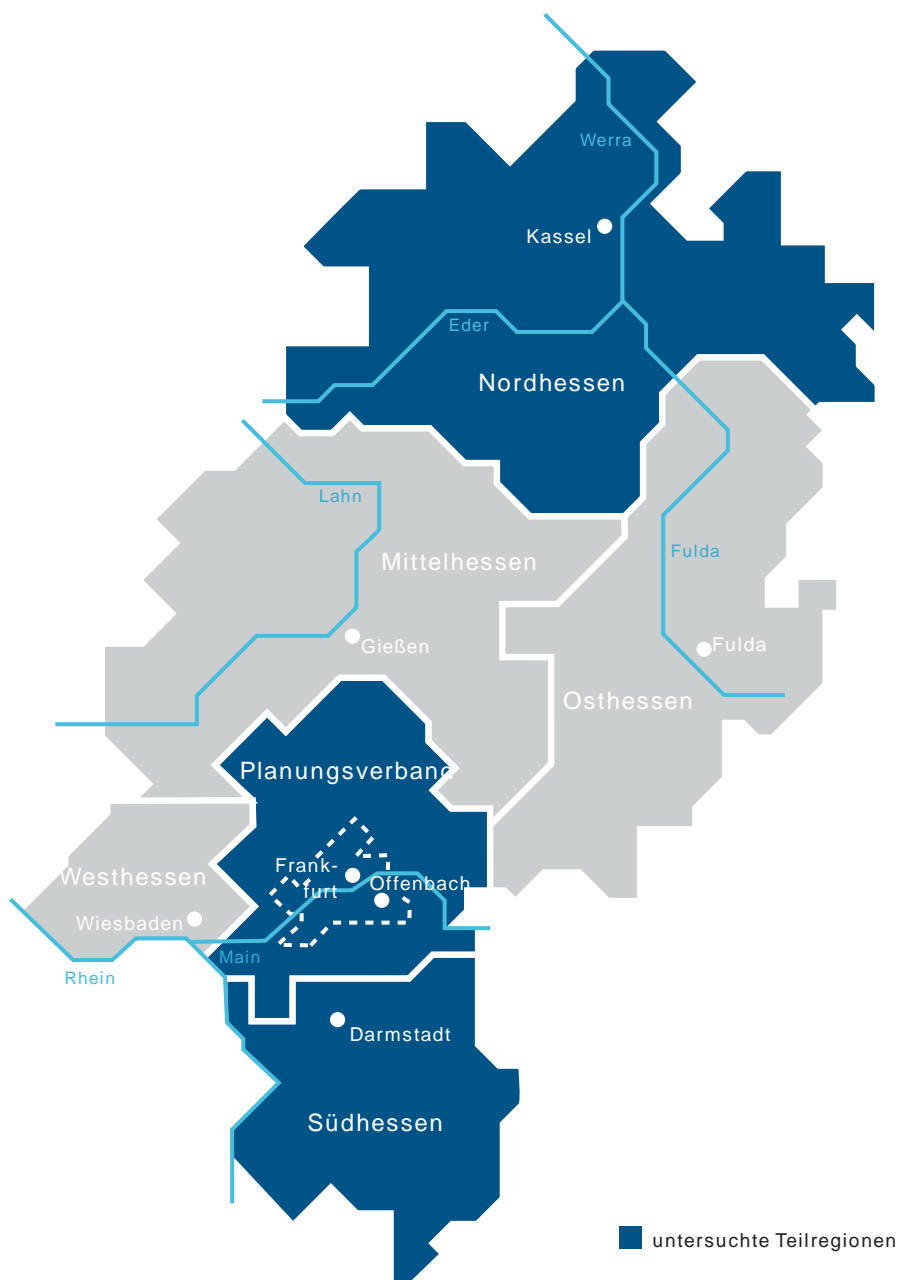 Werra
Kassel
Eder
Nordhessen
Lahn
Mittelhessen
Fulda
Gießen
Fulda
Osthessen
Planungsverband
Frank-
furt
Offenbach
Westhessen
Wiesbaden
Main
Rhein
Darmstadt
Südhessen
untersuchte Teilregionen